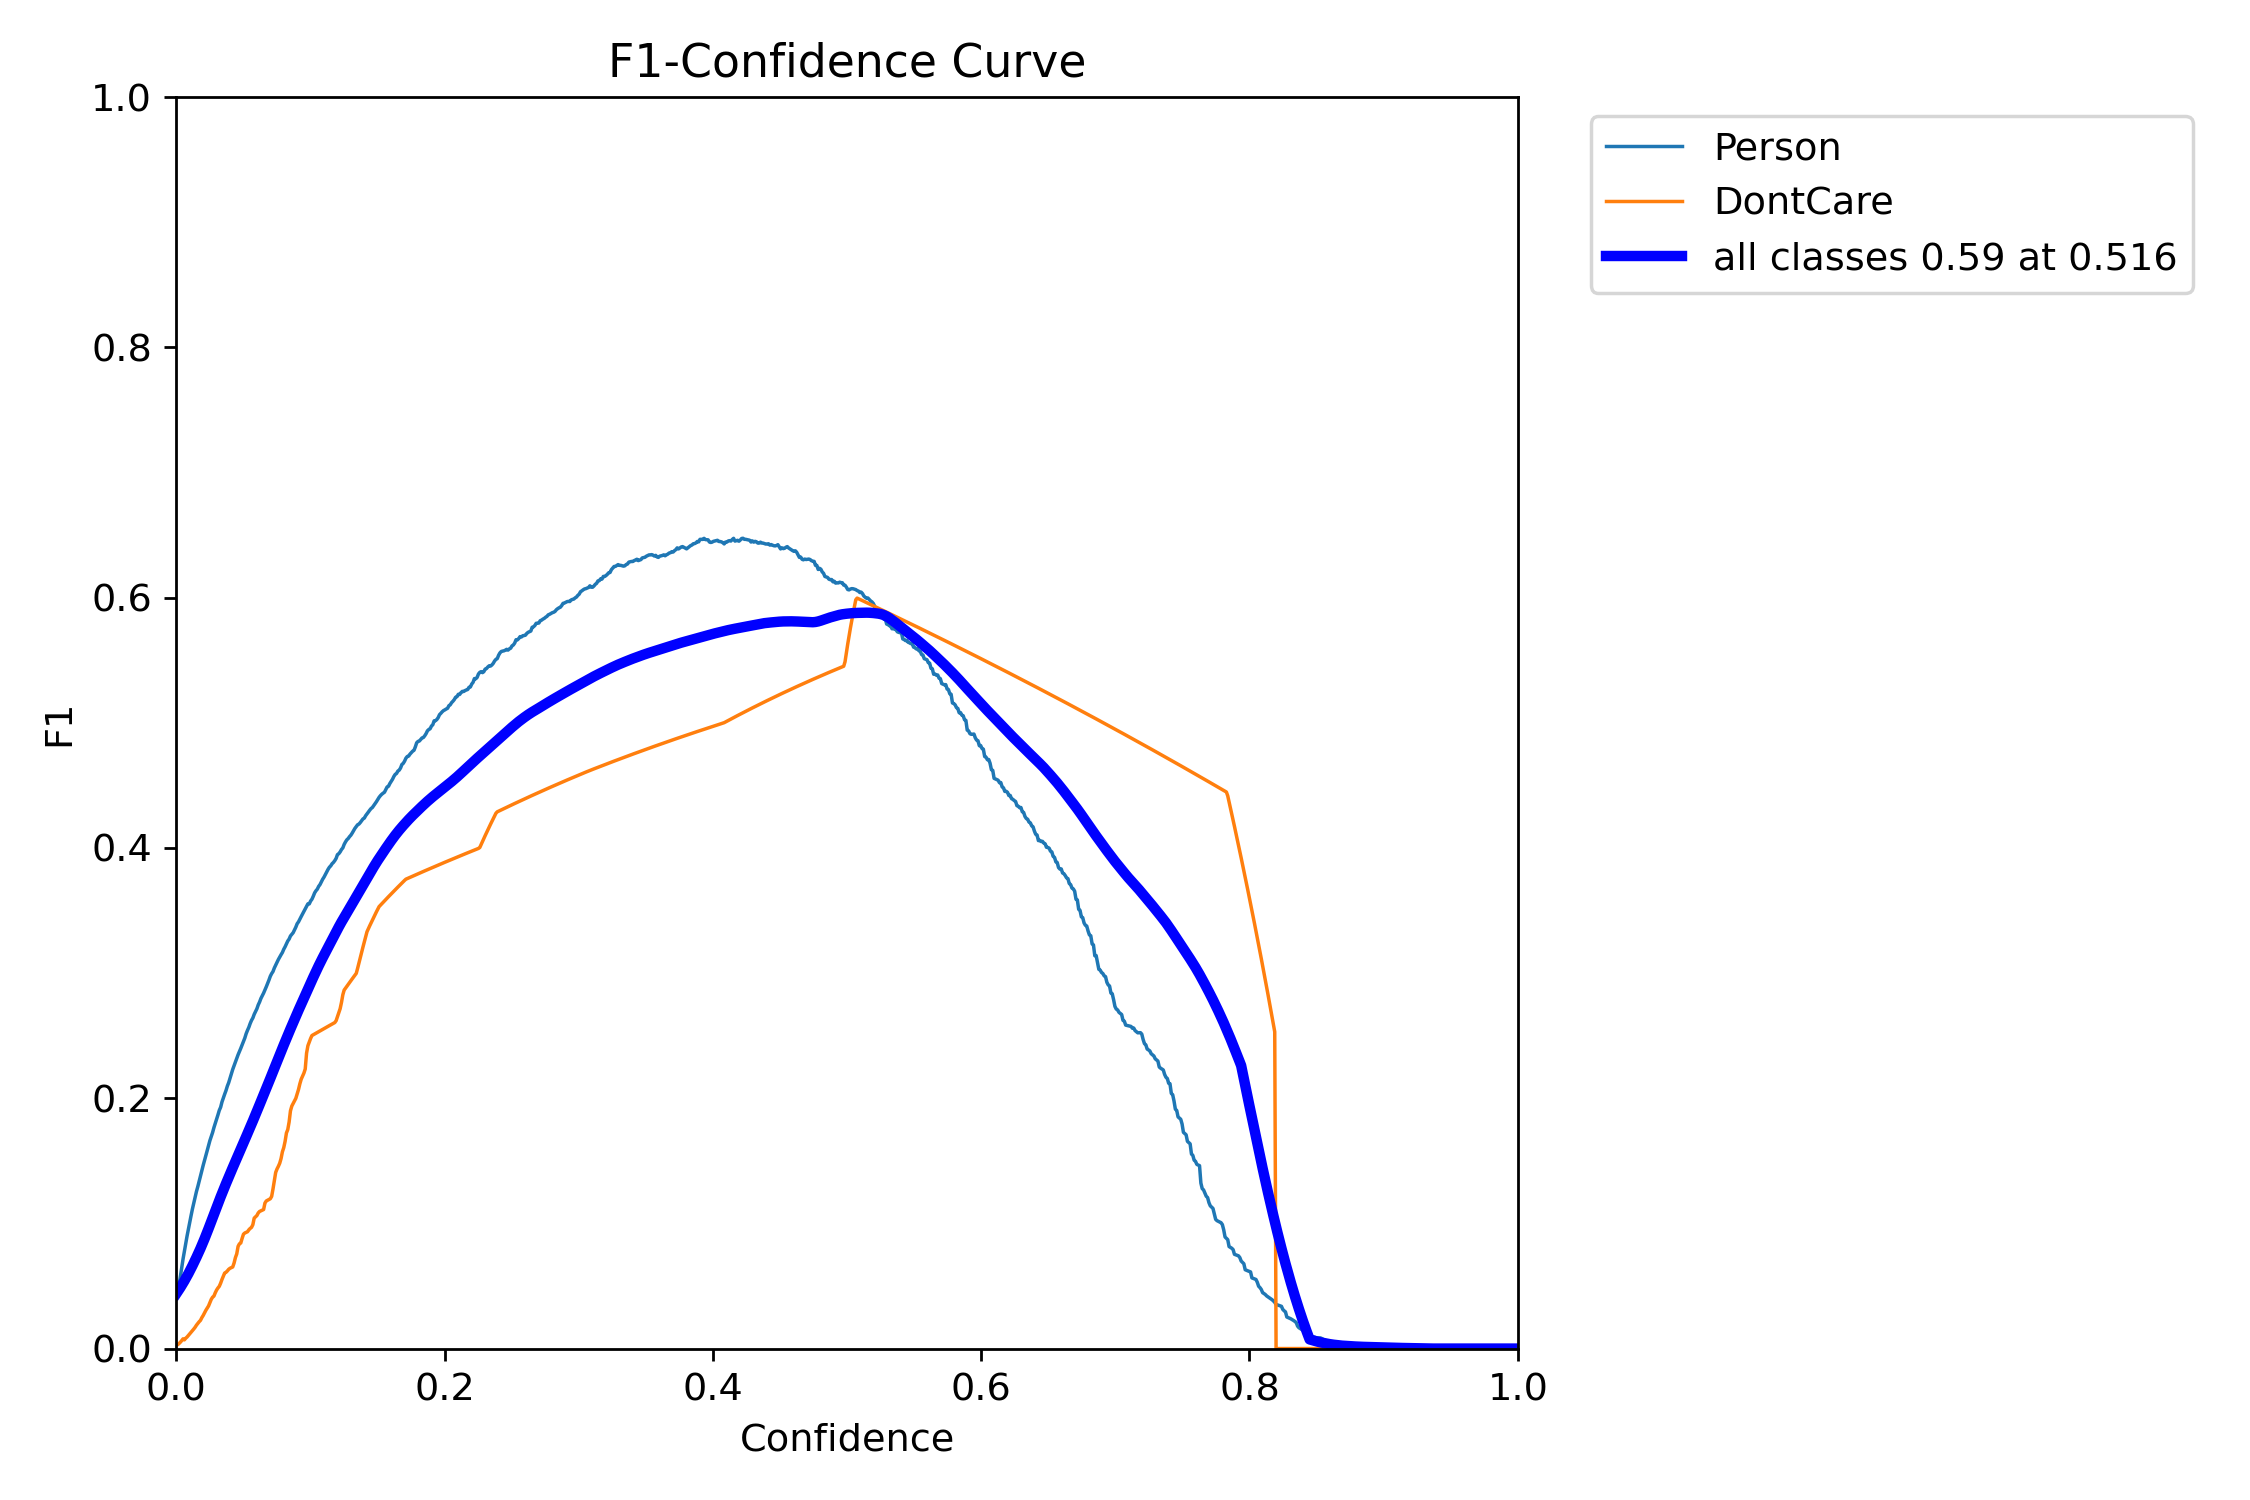 F1-Confidence Curve
1.0
0.8
0.6
0.4
0.2
0.0
F1
0.0 0.2 0.4 0.6 0.8 1.0
Confidence
Person
DontCare
all classes 0.59 at 0.516